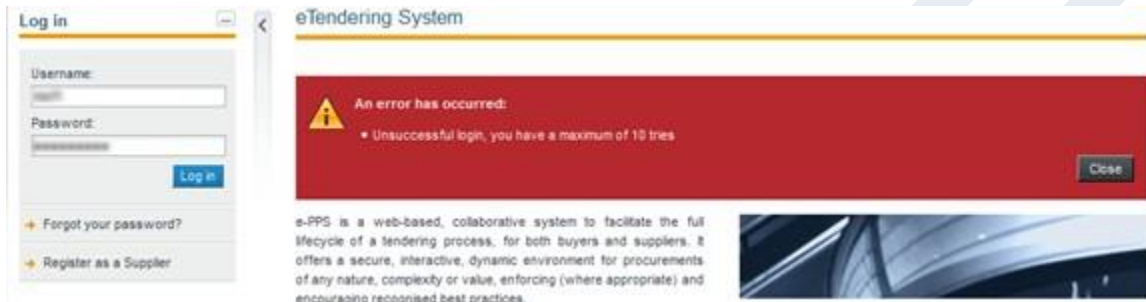 Log in
Username:
Password:
Log in
Forgot your password?
Register as a Supplier
eTendering System
An error has occurred:
Unsuccessful login, you have a maximum of 10 tries
Close
e-PPS is a web-based, collaborative system to facilitate the full
lifecycle of a tendering process, for both buyers and suppliers. It
offers a secure, interactive, dynamic environment for procurements
of any nature, complexity or value, enforcing (where appropriate) and
encouraging recognised best practices.